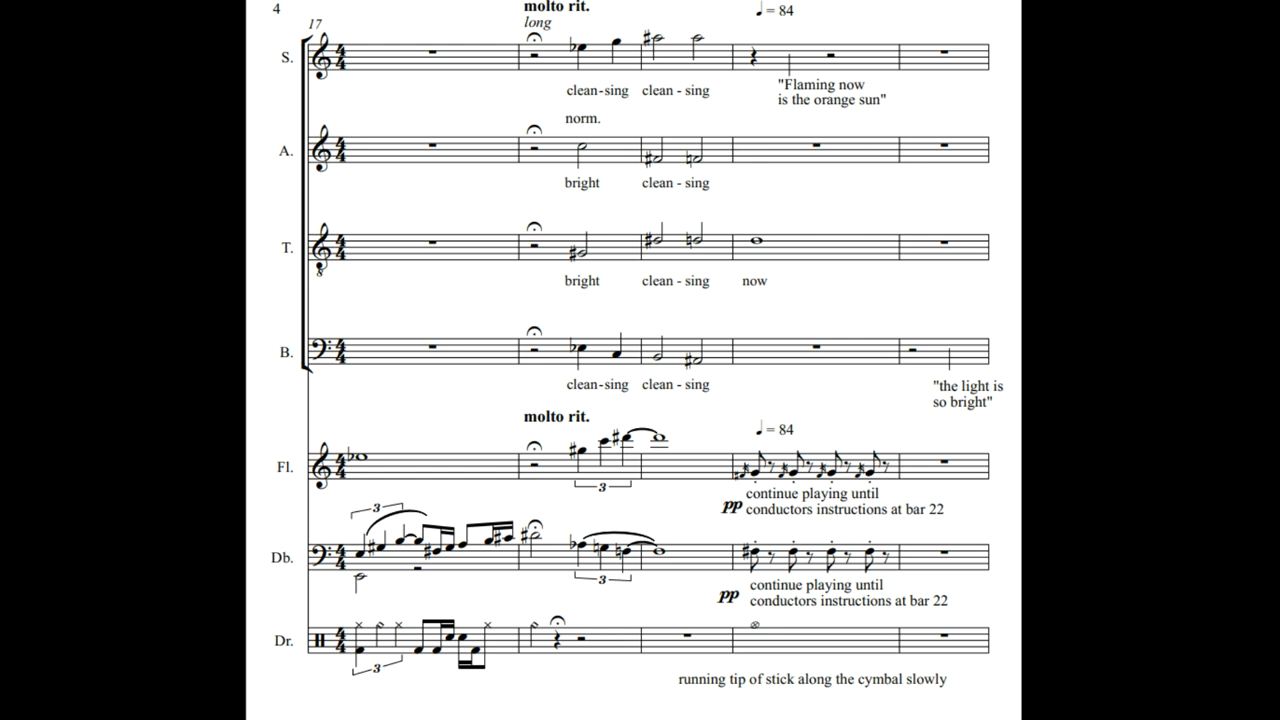 4
molto rit.
♩ = 84
17
long
S.
clean-sing clean - sing
"Flaming now
is the orange sun"
norm.
A.
bright clean - sing
T.
8
bright clean - sing now
B.
clean-sing clean - sing
"the light is
so bright"
molto rit.
♩ = 84
Fl.
3
pp
continue playing until
conductors instructions at bar 22
3
Db.
3
pp
continue playing until
conductors instructions at bar 22
Dr.
3
running tip of stick along the cymbal slowly